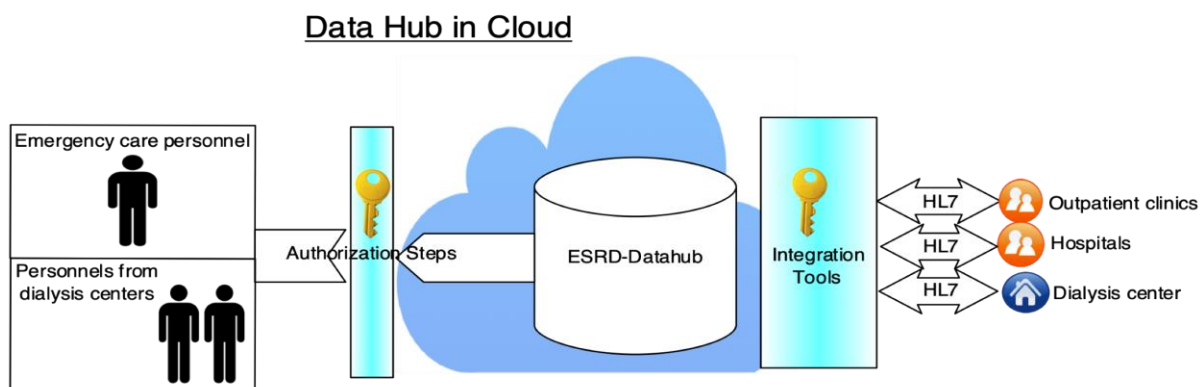 Data Hub in Cloud
Emergency care personnel
Personnels from
dialysis centers
Authorization Steps
ESRD-Datahub
Integration
Tools
HL7
Outpatient clinics
HL7
Hospitals
HL7
Dialysis center